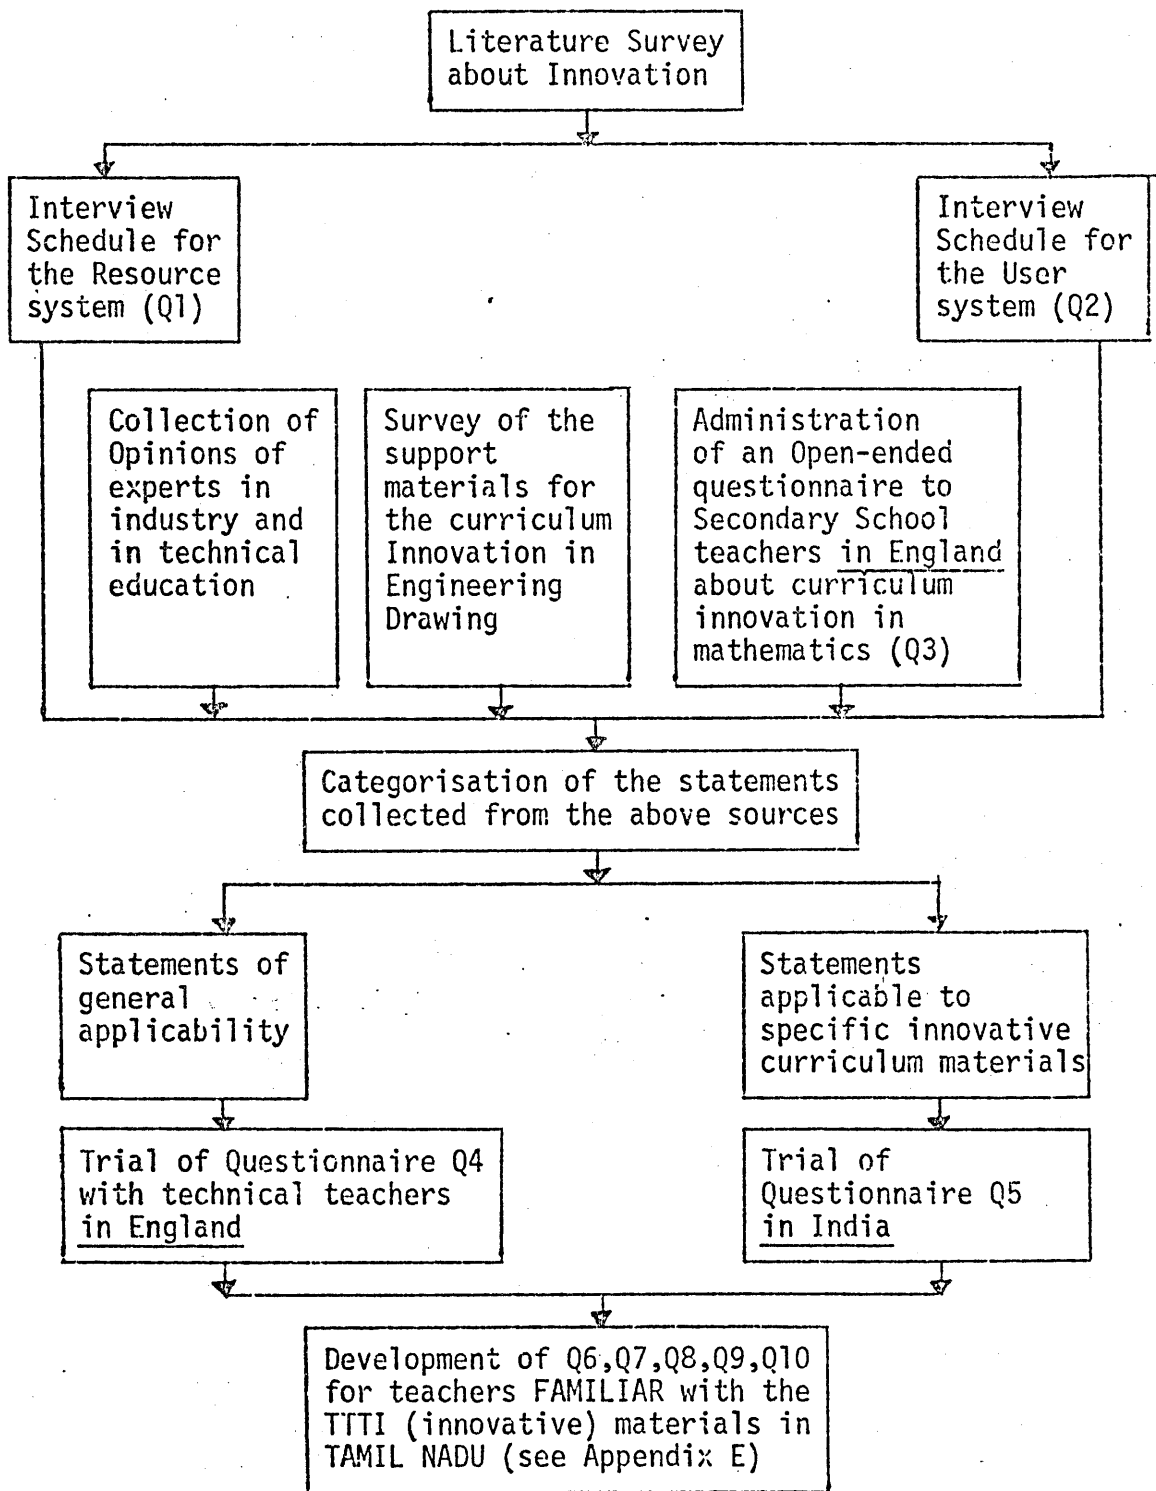 Literature Survey
about Innovation
Interview
Schedule for
the Resource
system (Q1)
Interview
Schedule for
the User
system (Q2)
Collection of
Opinions of
experts in
industry and
in technical
education
Survey of the
support
materials for
the curriculum
Innovation in
Engineering
Drawing
Administration
of an Open-ended
questionnaire to
Secondary School
teachers in England
about curriculum
innovation in
mathematics (Q3)
Categorisation of the statements
collected from the above sources
Statements of
general
applicability
Statements
applicable to
specific innovative
curriculum materials
Trial of Questionnaire Q4
with technical teachers
in England
Trial of
Questionnaire Q5
in India
Development of Q6,Q7,Q8,Q9,Q10
for teachers FAMILIAR with the
TTTI (innovative) materials in
TAMIL NADU (see Appendix E)